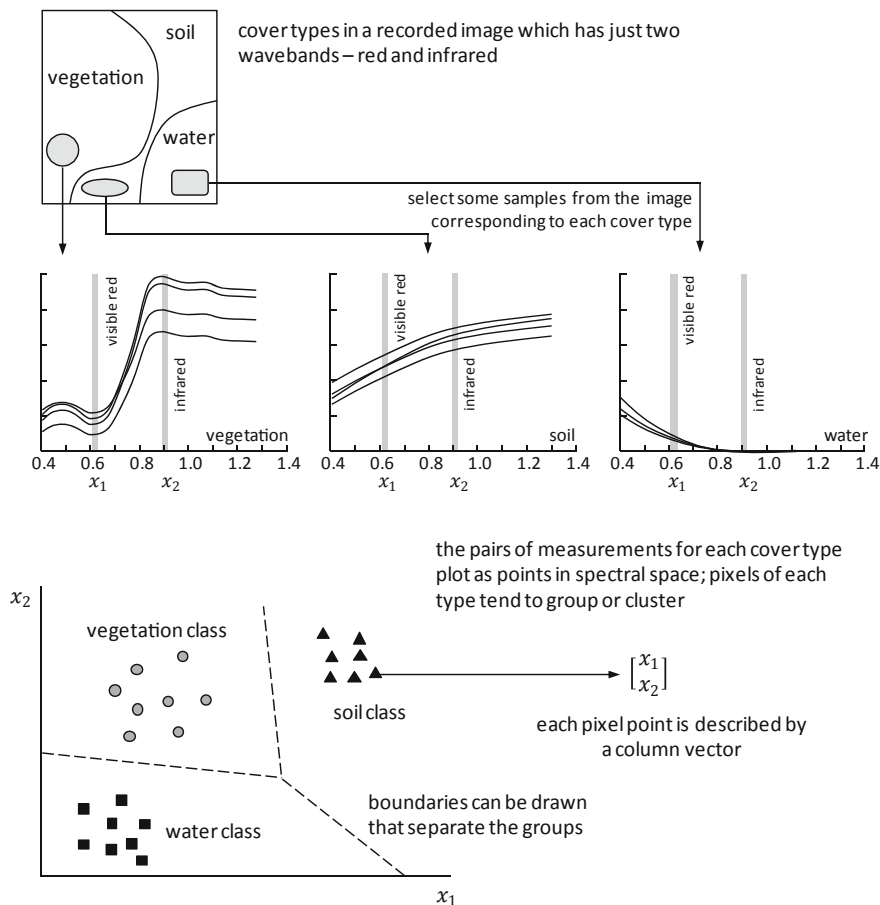 soil
vegetation
water
cover types in a recorded image which has just two
wavebands – red and infrared
select some samples from the image
corresponding to each cover type
visible red
infrared
vegetation
0.4 0.6 0.8 1.0 1.2 1.4
x₁ x₂
visible red
infrared
soil
0.4 0.6 0.8 1.0 1.2 1.4
x₁ x₂
visible red
infrared
water
0.4 0.6 0.8 1.0 1.2 1.4
x₁ x₂
the pairs of measurements for each cover type
plot as points in spectral space; pixels of each
type tend to group or cluster
x₂
vegetation class
soil class
[x₁
x₂]
each pixel point is described by
a column vector
boundaries can be drawn
that separate the groups
water class
x₁